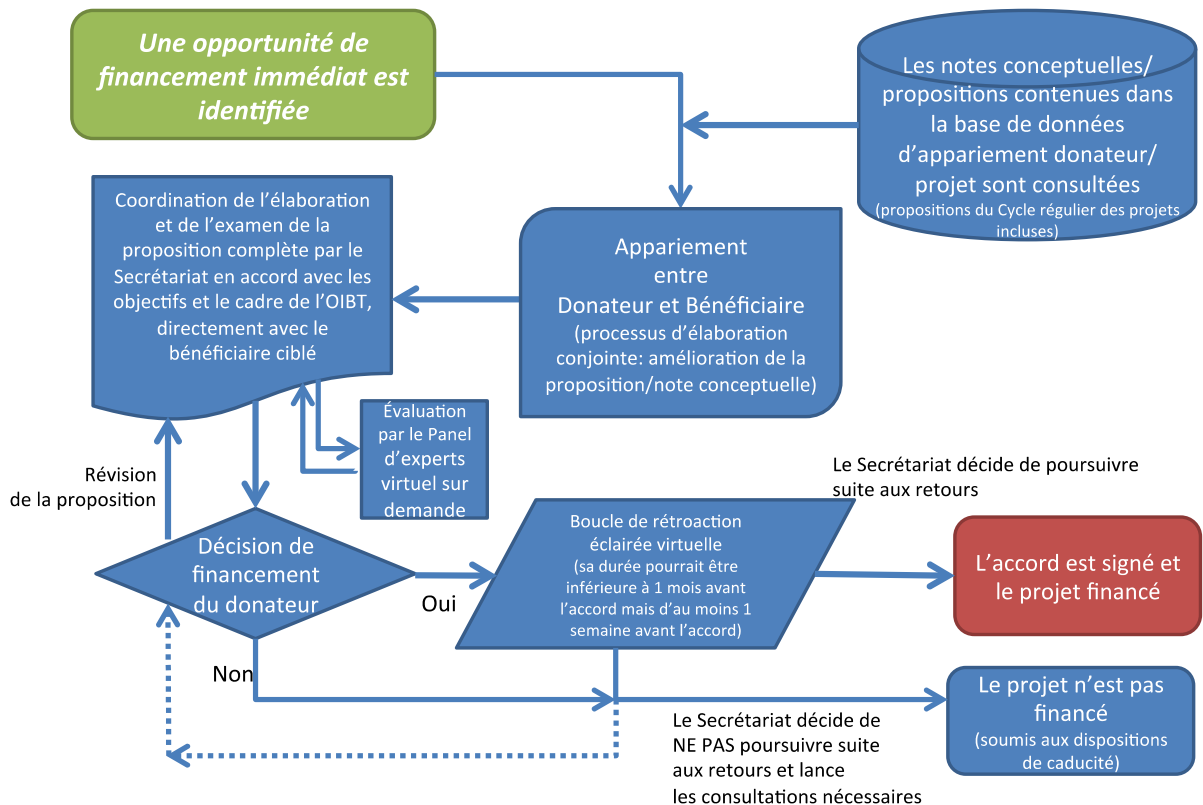 Une opportunité de
financement immédiat est
identifiée
Les notes conceptuelles/
propositions contenues dans
la base de données
d’appariement donateur/
projet sont consultées
(propositions du Cycle régulier des projets
incluses)
Coordination de l’élaboration
et de l’examen de la
proposition complète par le
Secrétariat en accord avec les
objectifs et le cadre de l’OIBT,
directement avec le
bénéficiaire ciblé
Appariement
entre
Donateur et Bénéficiaire
(processus d’élaboration
conjointe: amélioration de la
proposition/note conceptuelle)
Évaluation
par le Panel
d’experts
virtuel sur
demande
Révision
de la proposition
Décision de
financement
du donateur
Oui
Non
Boucle de rétroaction
éclairée virtuelle
(sa durée pourrait être
inférieure à 1 mois avant
l’accord mais d’au moins 1
semaine avant l’accord)
Le Secrétariat décide de poursuivre
suite aux retours
L’accord est signé et
le projet financé
Le projet n’est pas
financé
(soumis aux dispositions
de caducité)
Le Secrétariat décide de
NE PAS poursuivre suite
aux retours et lance
les consultations nécessaires